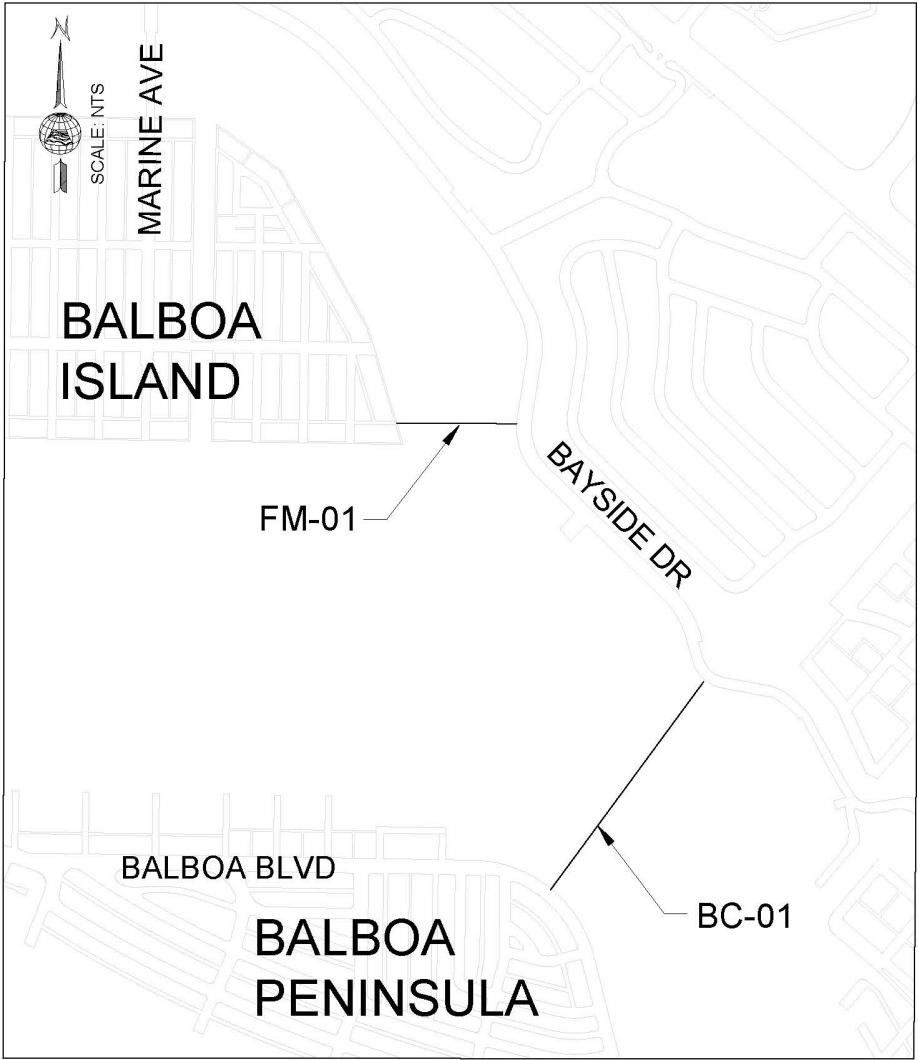 N
SCALE: NTS
MARINE AVE
BALBOA
ISLAND
FM-01
BAYSIDE DR
BALBOA BLVD
BC-01
BALBOA
PENINSULA